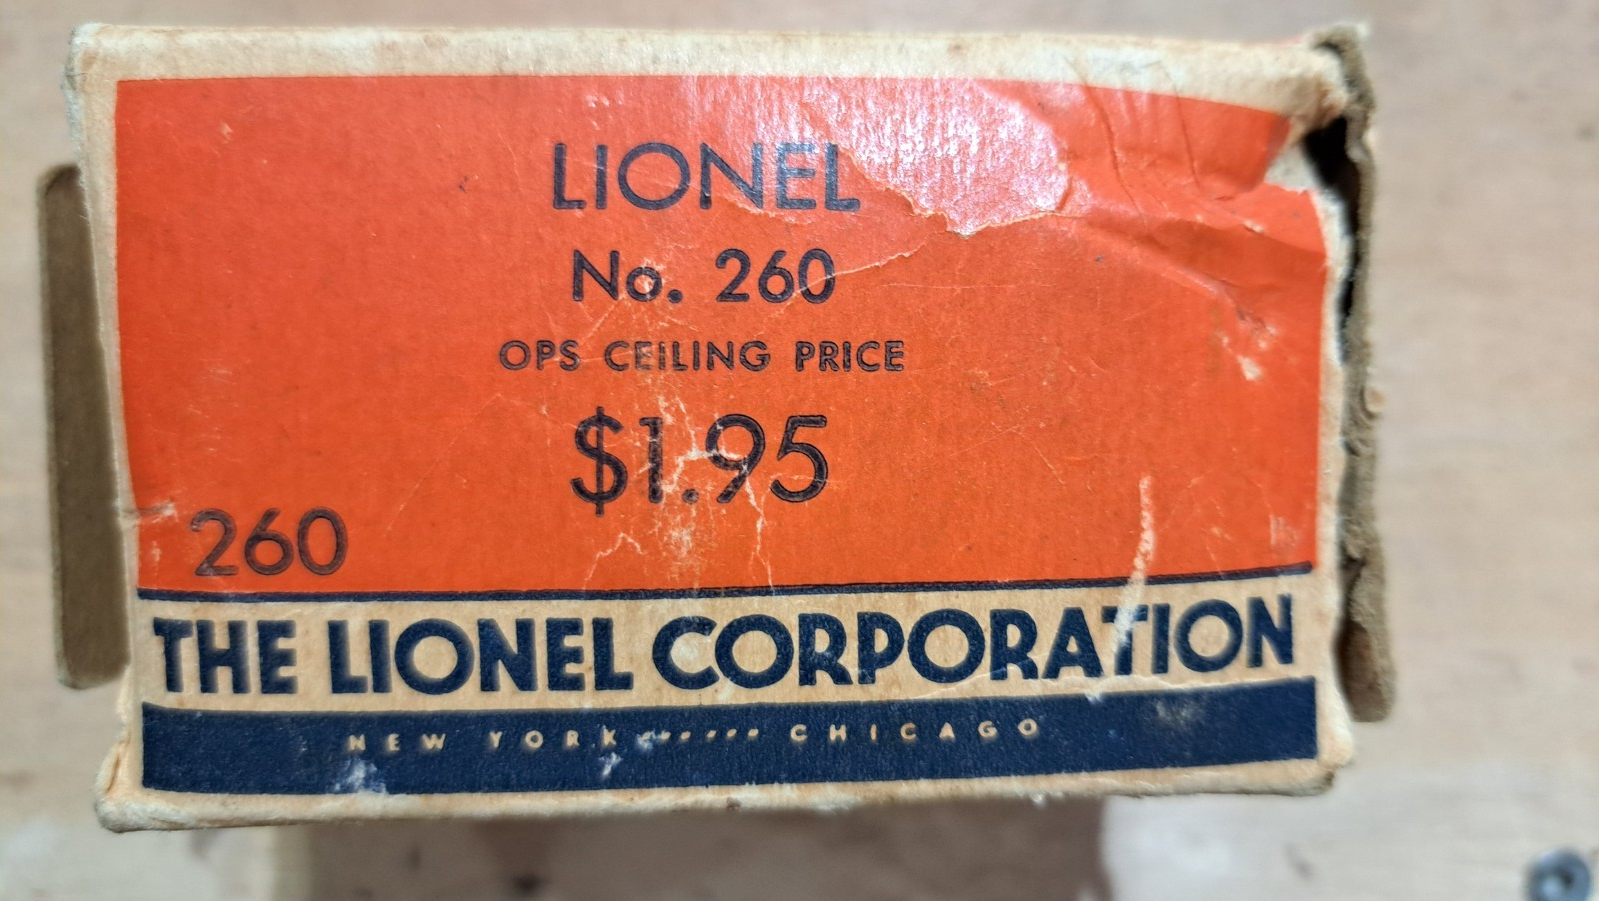 LIONEL
No. 260
OPS CEILING PRICE
$1.95
260
THE LIONEL CORPORATION
NEW YORK • • • • • • CHICAGO